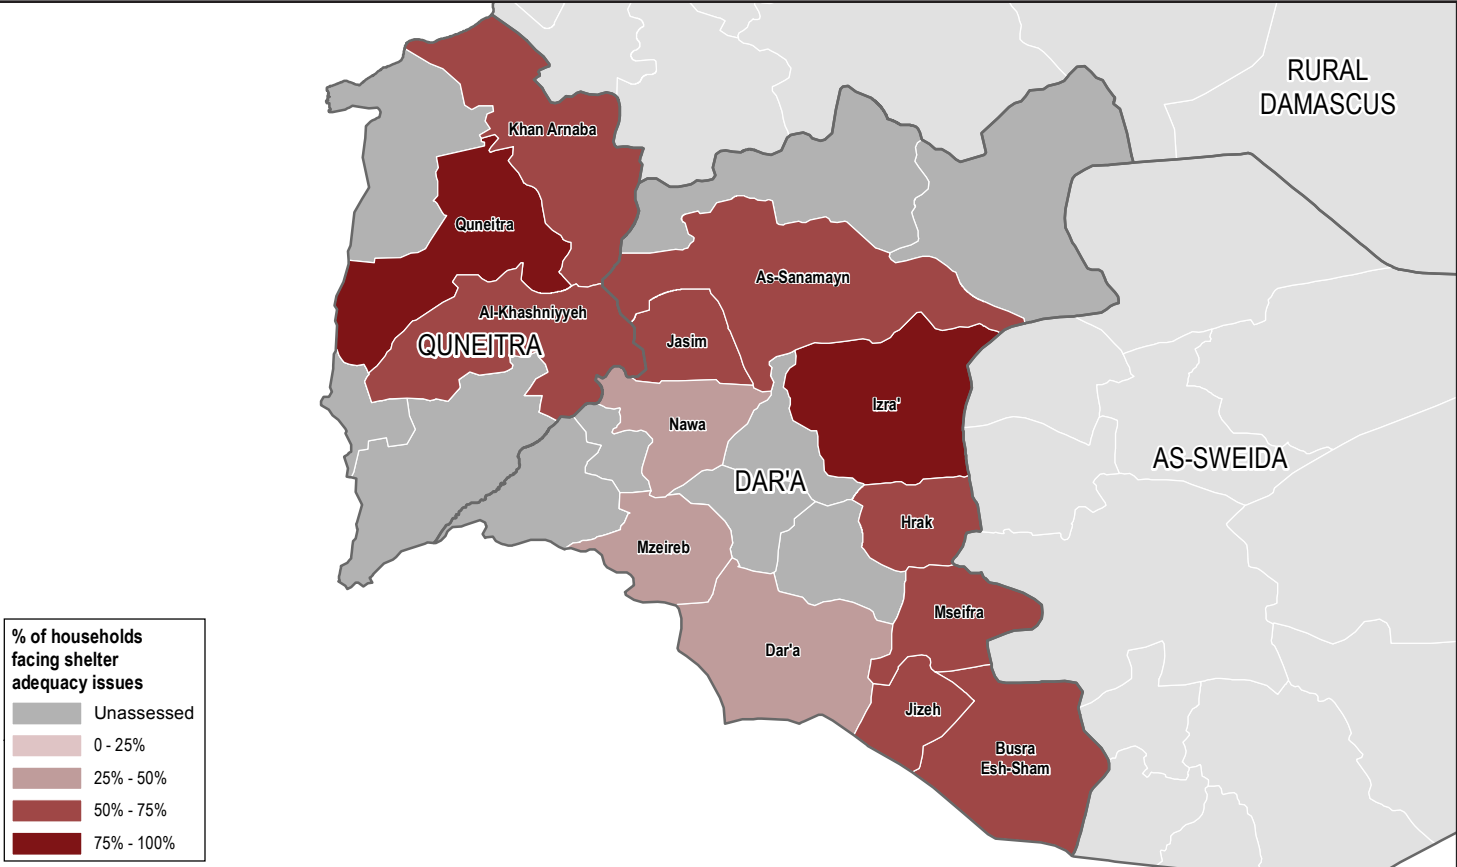 RURAL
DAMASCUS
Khan Arnaba
Quneitra
As-Sanamayn
Al-Khashniyyeh
QUNEITRA
Jasim
Izra'
Nawa
AS-SWEIDA
DAR'A
Hrak
Mzeireb
Mseifra
Dar'a
Jizeh
Busra
Esh-Sham
% of households
facing shelter
adequacy issues
Unassessed
0 - 25%
25% - 50%
50% - 75%
75% - 100%